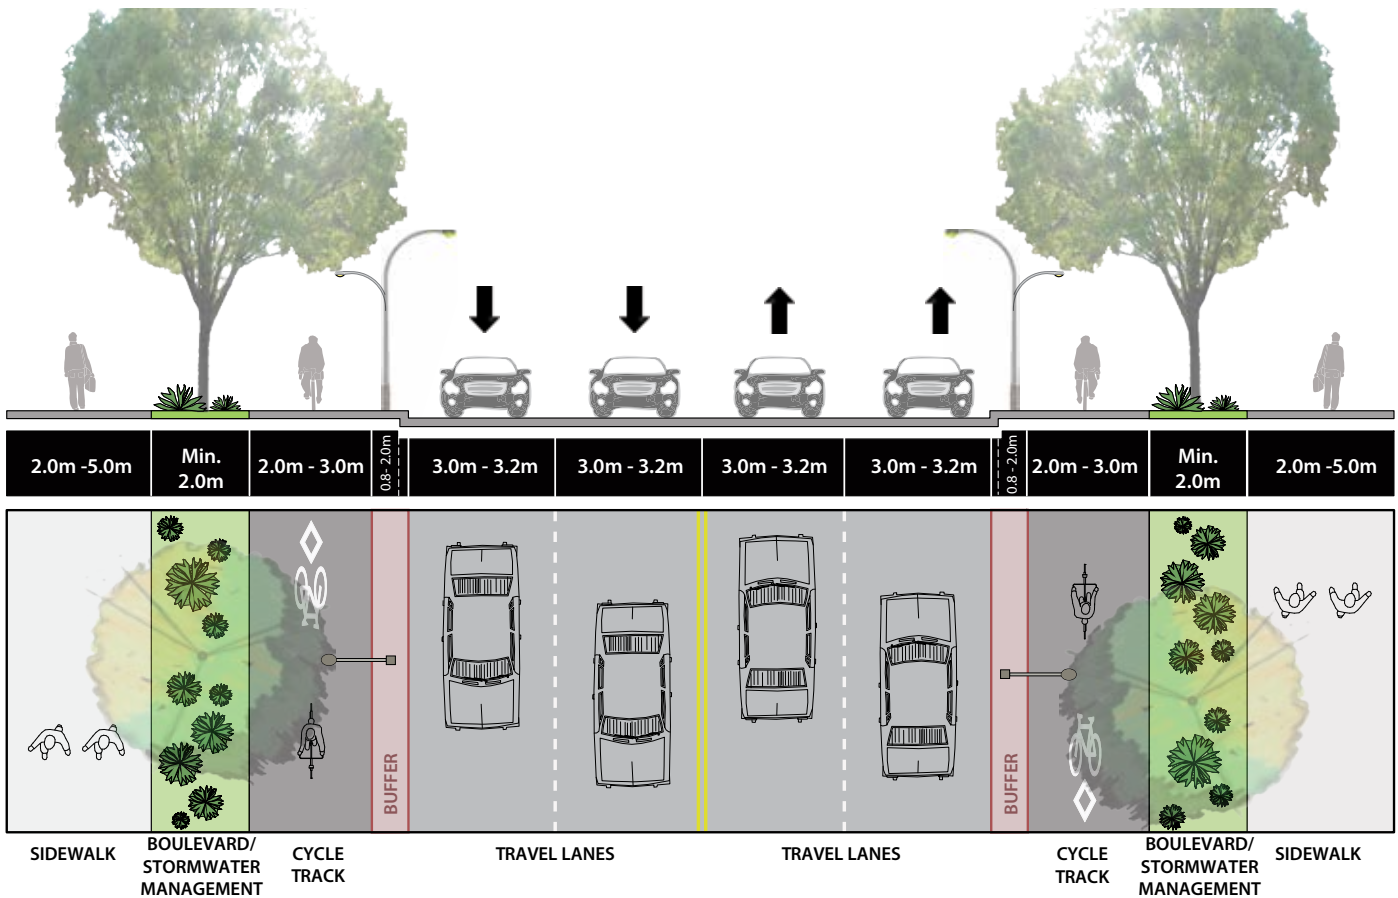 2.0m -5.0m
Min.
2.0m
2.0m - 3.0m
0.8- 2.0m
3.0m - 3.2m
3.0m - 3.2m
3.0m - 3.2m
3.0m - 3.2m
0.8 - 2.0m
2.0m - 3.0m
Min.
2.0m
2.0m -5.0m
BUFFER
BUFFER
SIDEWALK
BOULEVARD/
STORMWATER
MANAGEMENT
CYCLE
TRACK
TRAVEL LANES
TRAVEL LANES
CYCLE
TRACK
BOULEVARD/
STORMWATER
MANAGEMENT
SIDEWALK